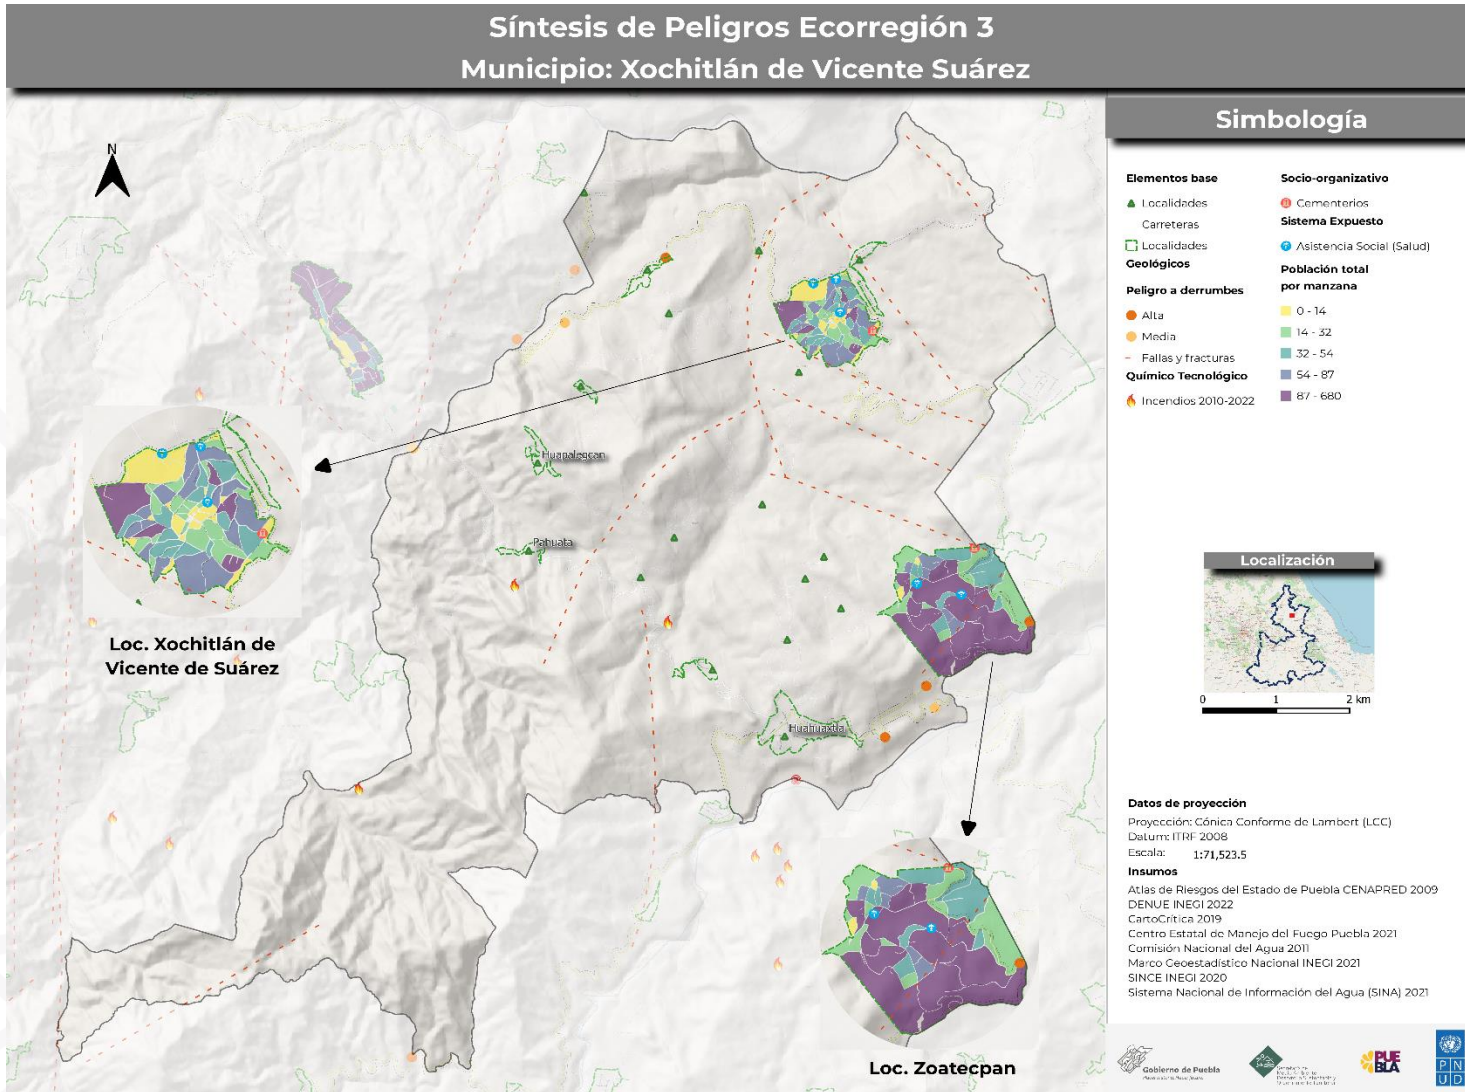 Síntesis de Peligros Ecorregión 3
Municipio: Xochitlán de Vicente Suárez
Simbología
N
Elementos base
Localidades
Carreteras
Localidades
Geológicos
Peligro a derrumbes
Alta
Media
Fallas y fracturas
Químico Tecnológico
Incendios 2010-2022
Socio-organizativo
Cementerios
Sistema Expuesto
Asistencia Social (Salud)
Población total
por manzana
0 - 14
14 - 32
32 - 54
54 - 87
87 - 680
Huapalegcan
Pahuata
Huahuaxtla
Loc. Xochitlán de
Vicente de Suárez
Loc. Zoatecpan
Localización
0 1 2 km
Datos de proyección
Proyección: Cónica Conforme de Lambert (LCC)
Datum: ITRF 2008
Escala: 1:71,523.5
Insumos
Atlas de Riesgos del Estado de Puebla CENAPRED 2009
DENUE INEGI 2022
CartoCrítica 2019
Centro Estatal de Manejo del Fuego Puebla 2021
Comisión Nacional del Agua 2011
Marco Geoestadístico Nacional INEGI 2021
SINCE INEGI 2020
Sistema Nacional de Información del Agua (SINA) 2021
Gobierno de Puebla
PUE
BLA
PN
UD